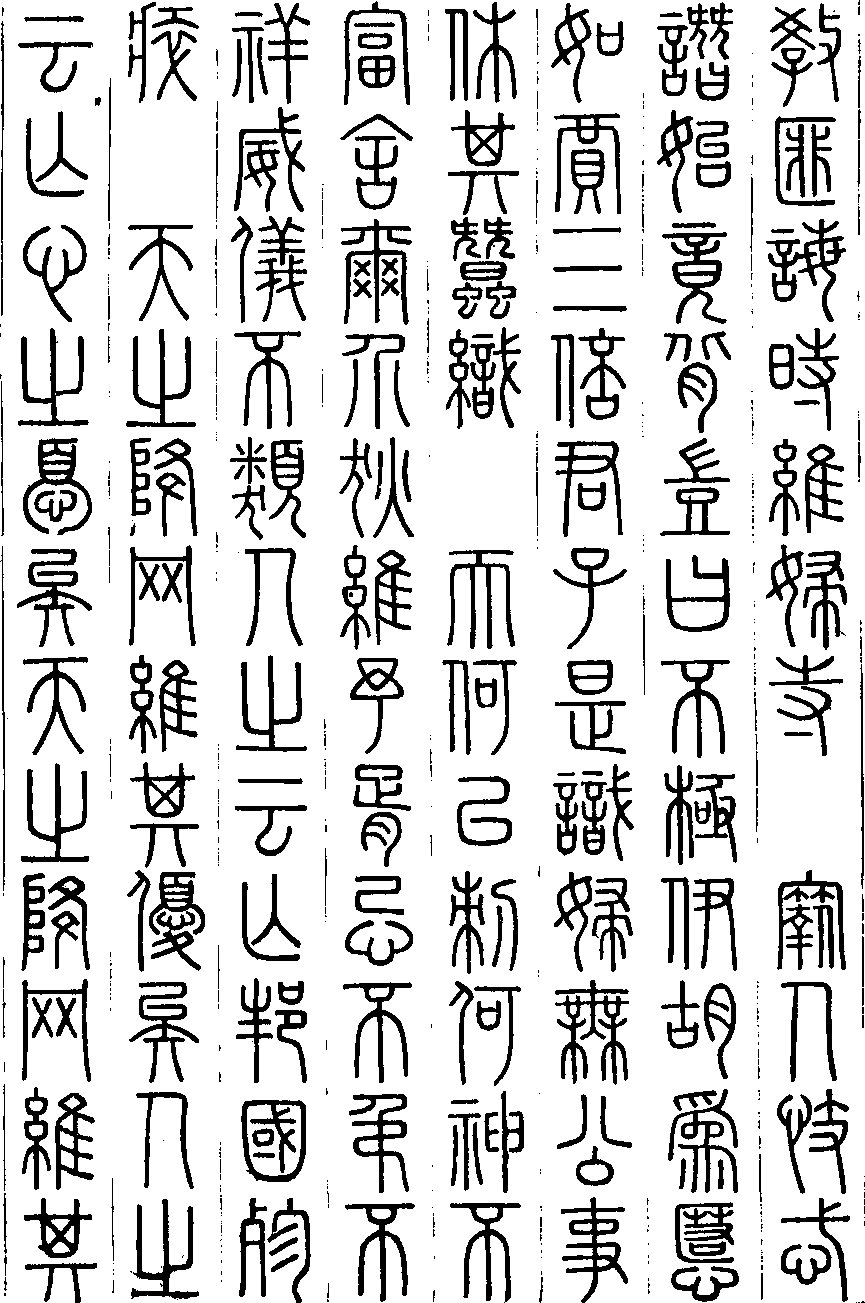 教匪誨時維婦寺鞫人忮忒
譖始竟背豈曰不極伊胡為慝
如賈三倍君子是識婦無公事
休其蠶織而何以刺何神不
富舍爾介狄維予胥忌不弔不
祥威儀不類人之云亡邦國殄
瘁天之降网維其優矣人之
云亡心之憂矣天之降网維其